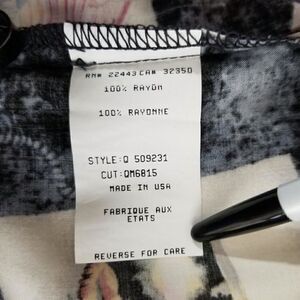 RN# 22443 CA# 32350
100% RAYON
100% RAYONNE
STYLE:Q 509231
CUT:QM6815
MADE IN USA
FABRIQUE AUX
ETATS
REVERSE FOR CARE